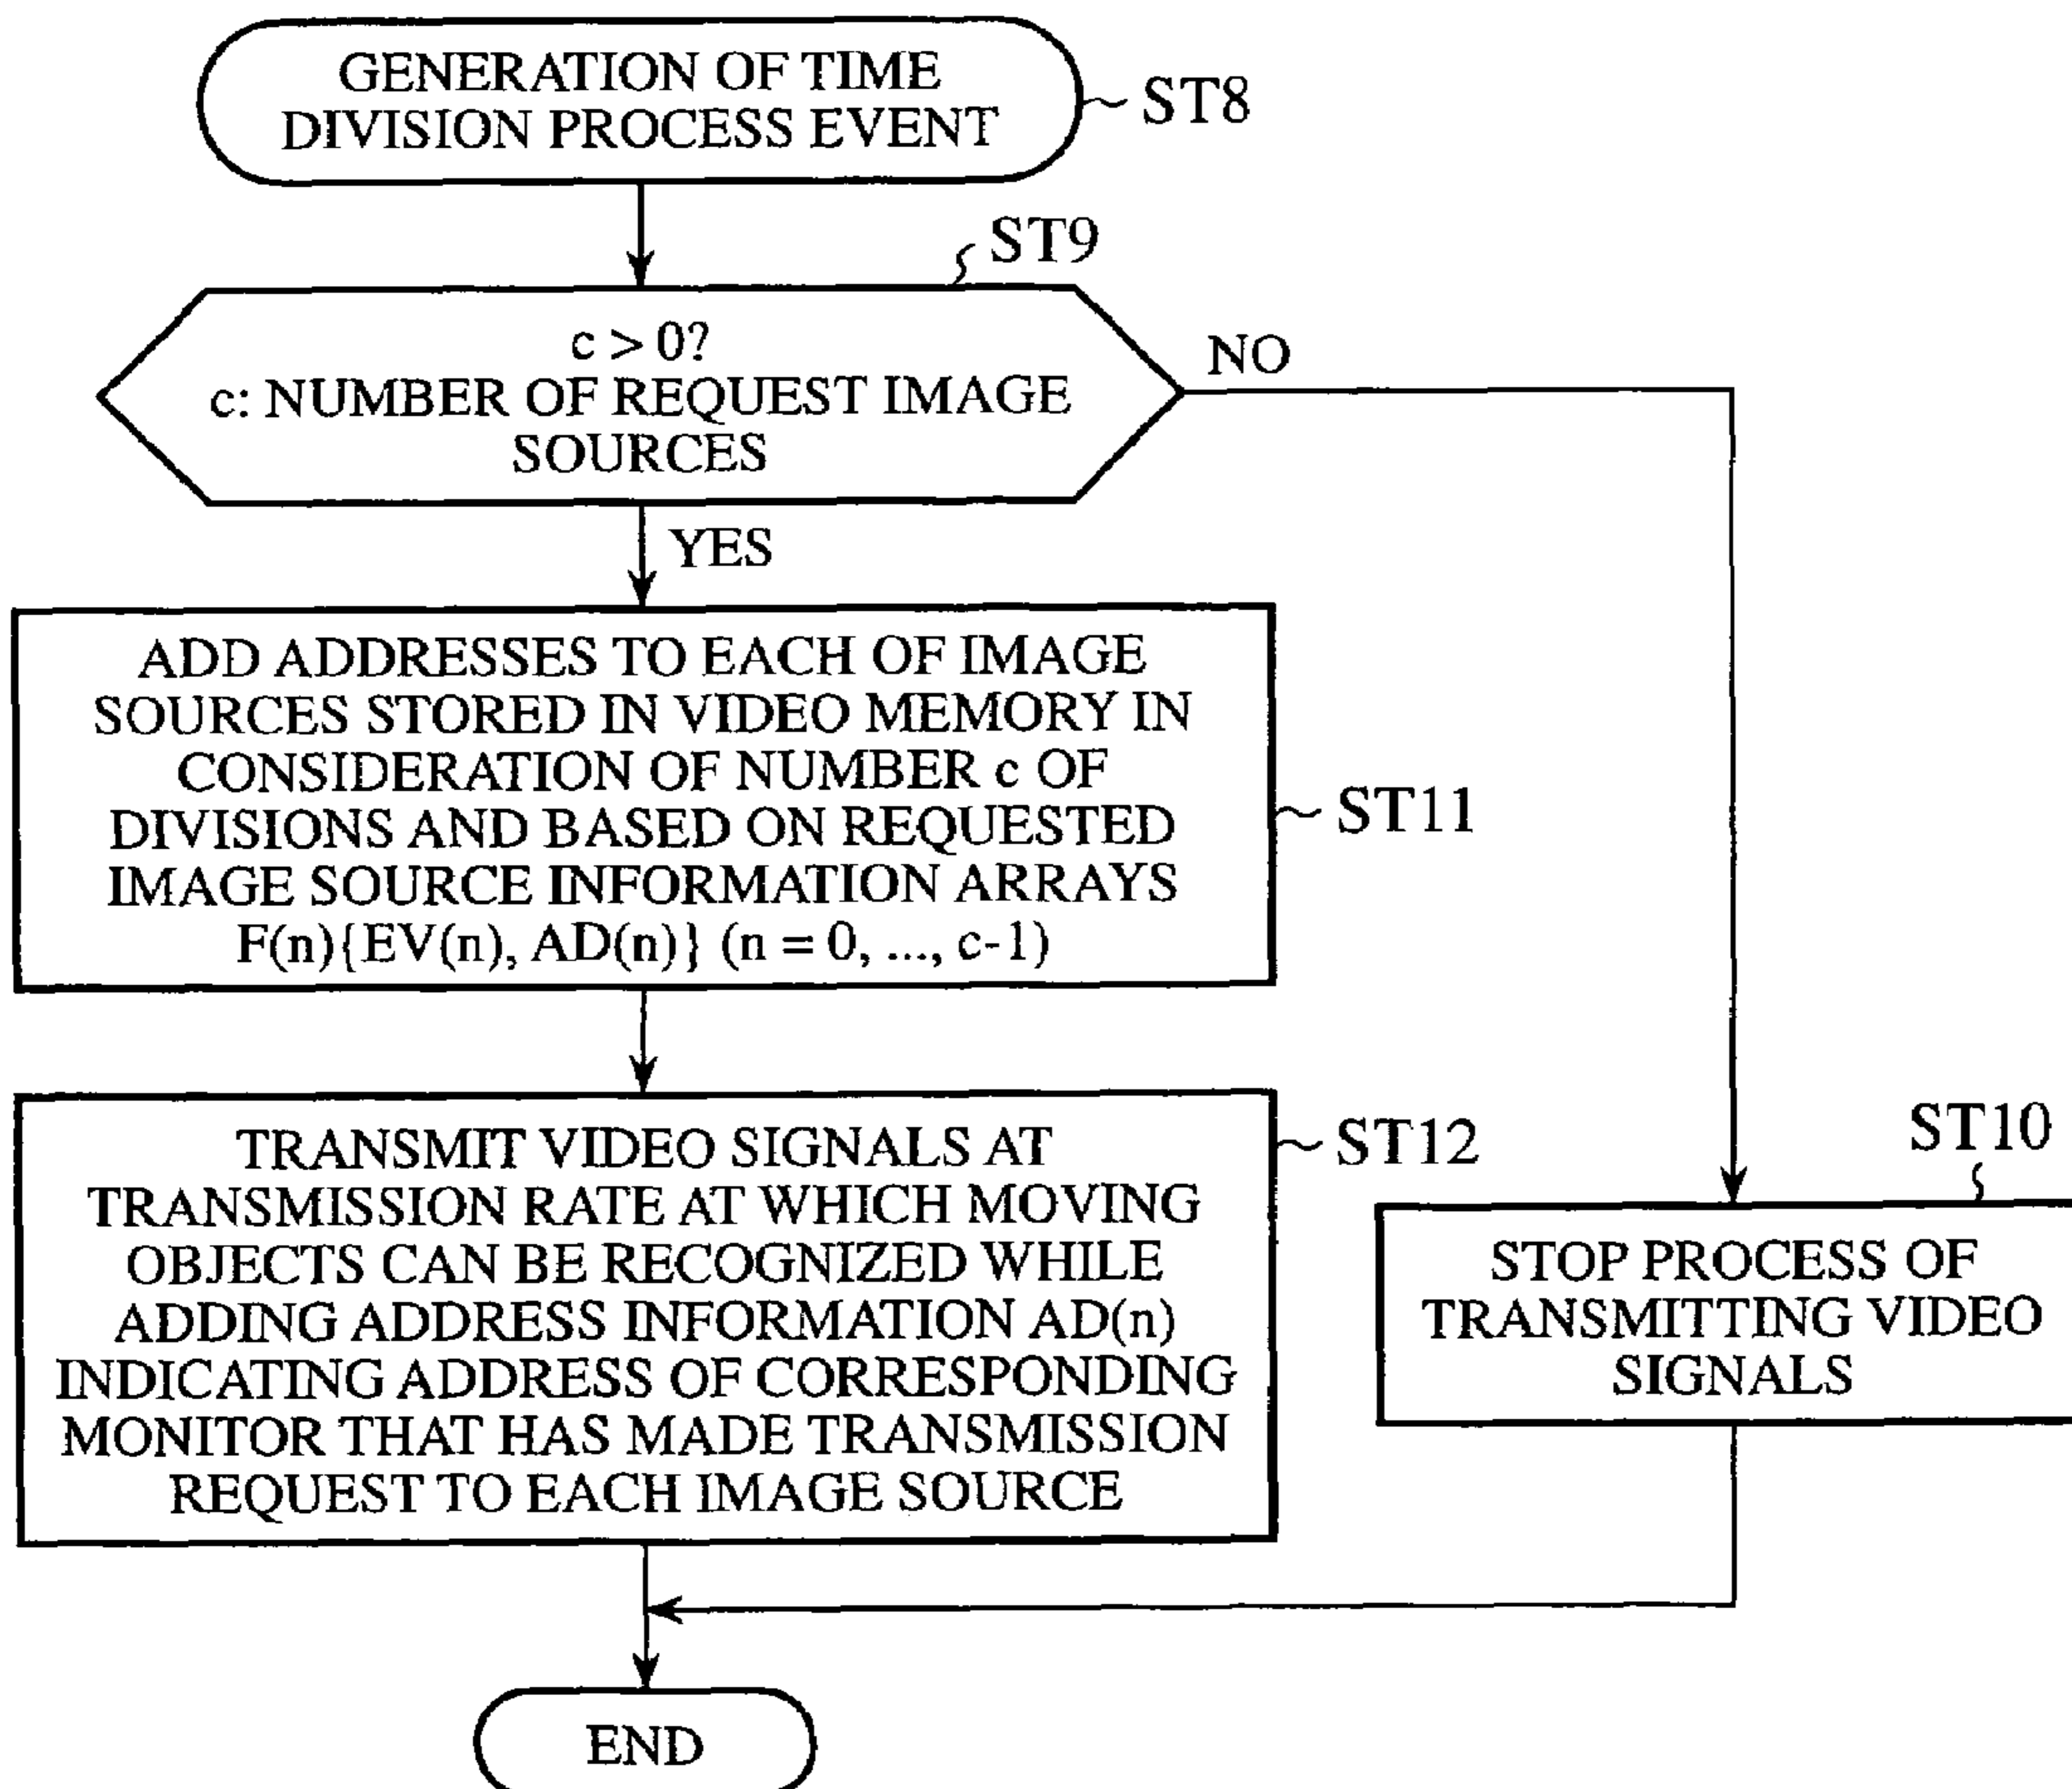 GENERATION OF TIME
DIVISION PROCESS EVENT
ST8
ST9
c > 0?
c: NUMBER OF REQUEST IMAGE
SOURCES
NO
YES
ADD ADDRESSES TO EACH OF IMAGE
SOURCES STORED IN VIDEO MEMORY IN
CONSIDERATION OF NUMBER c OF
DIVISIONS AND BASED ON REQUESTED
IMAGE SOURCE INFORMATION ARRAYS
F(n){EV(n), AD(n)} (n = 0, ..., c-1)
ST11
TRANSMIT VIDEO SIGNALS AT
TRANSMISSION RATE AT WHICH MOVING
OBJECTS CAN BE RECOGNIZED WHILE
ADDING ADDRESS INFORMATION AD(n)
INDICATING ADDRESS OF CORRESPONDING
MONITOR THAT HAS MADE TRANSMISSION
REQUEST TO EACH IMAGE SOURCE
ST12
ST10
STOP PROCESS OF
TRANSMITTING VIDEO
SIGNALS
END